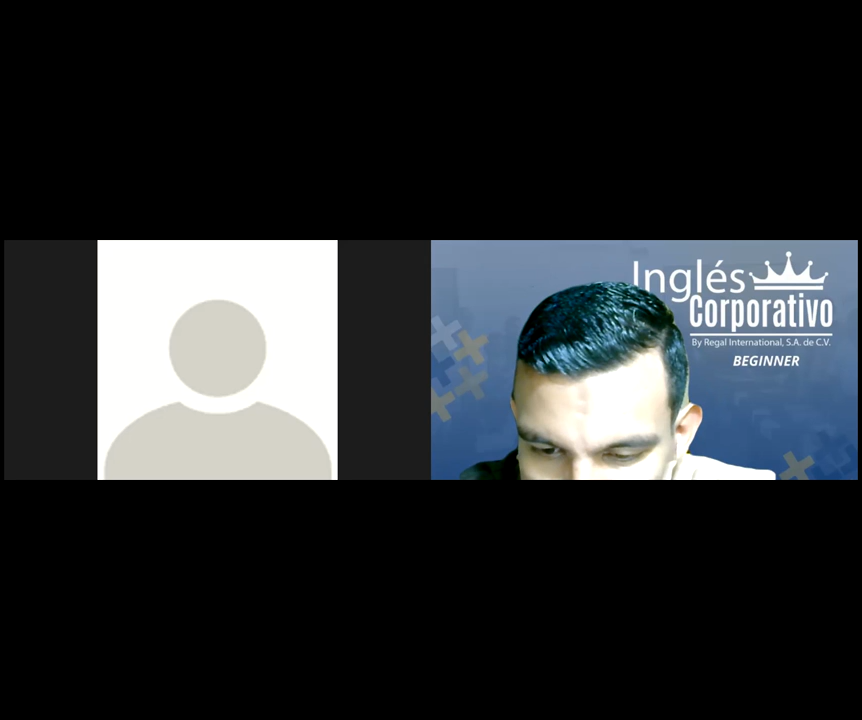 Inglés
Corporativo
By Regal International, S.A. de C.V.
BEGINNER